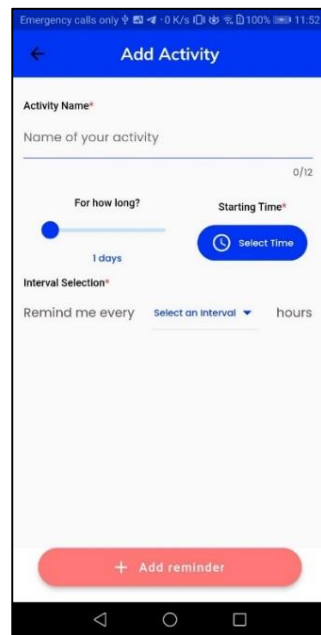 Emergency calls only 0 K/s 100% 11:52
Add Activity
Activity Name*
Name of your activity
0/12
For how long?
Starting Time*
Select Time
1 days
Interval Selection*
Remind me every Select an interval hours
+ Add reminder